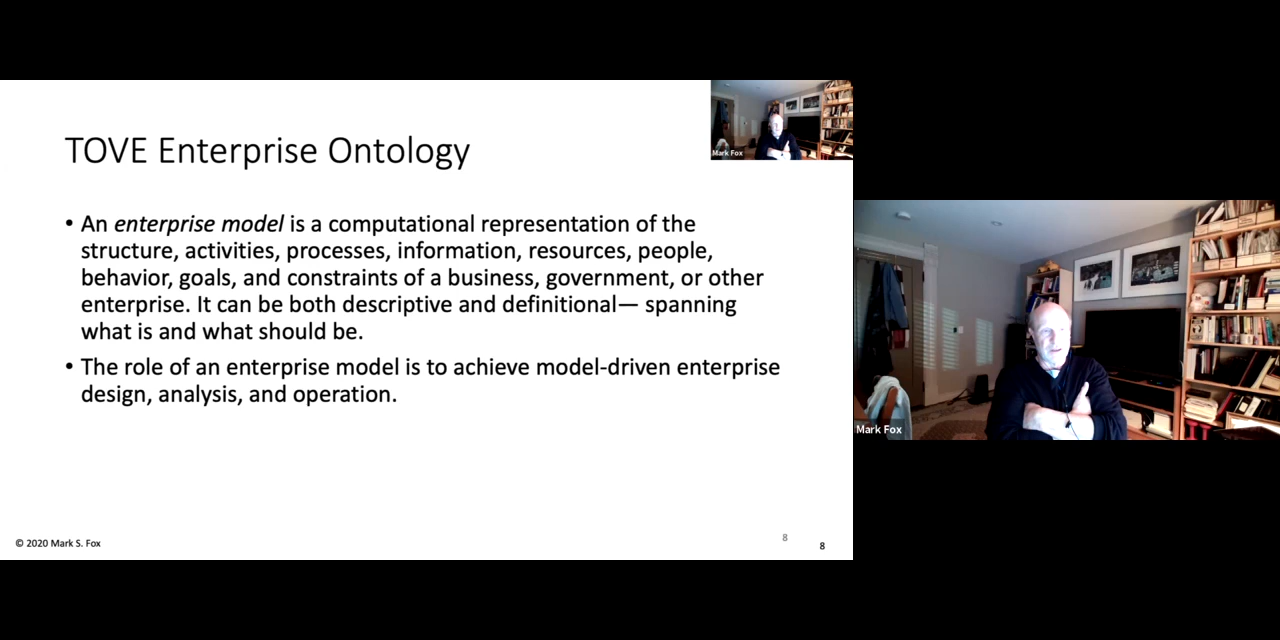 TOVE Enterprise Ontology
Mark Fox
• An enterprise model is a computational representation of the
structure, activities, processes, information, resources, people,
behavior, goals, and constraints of a business, government, or other
enterprise. It can be both descriptive and definitional— spanning
what is and what should be.
• The role of an enterprise model is to achieve model-driven enterprise
design, analysis, and operation.
© 2020 Mark S. Fox
8
8
Mark Fox